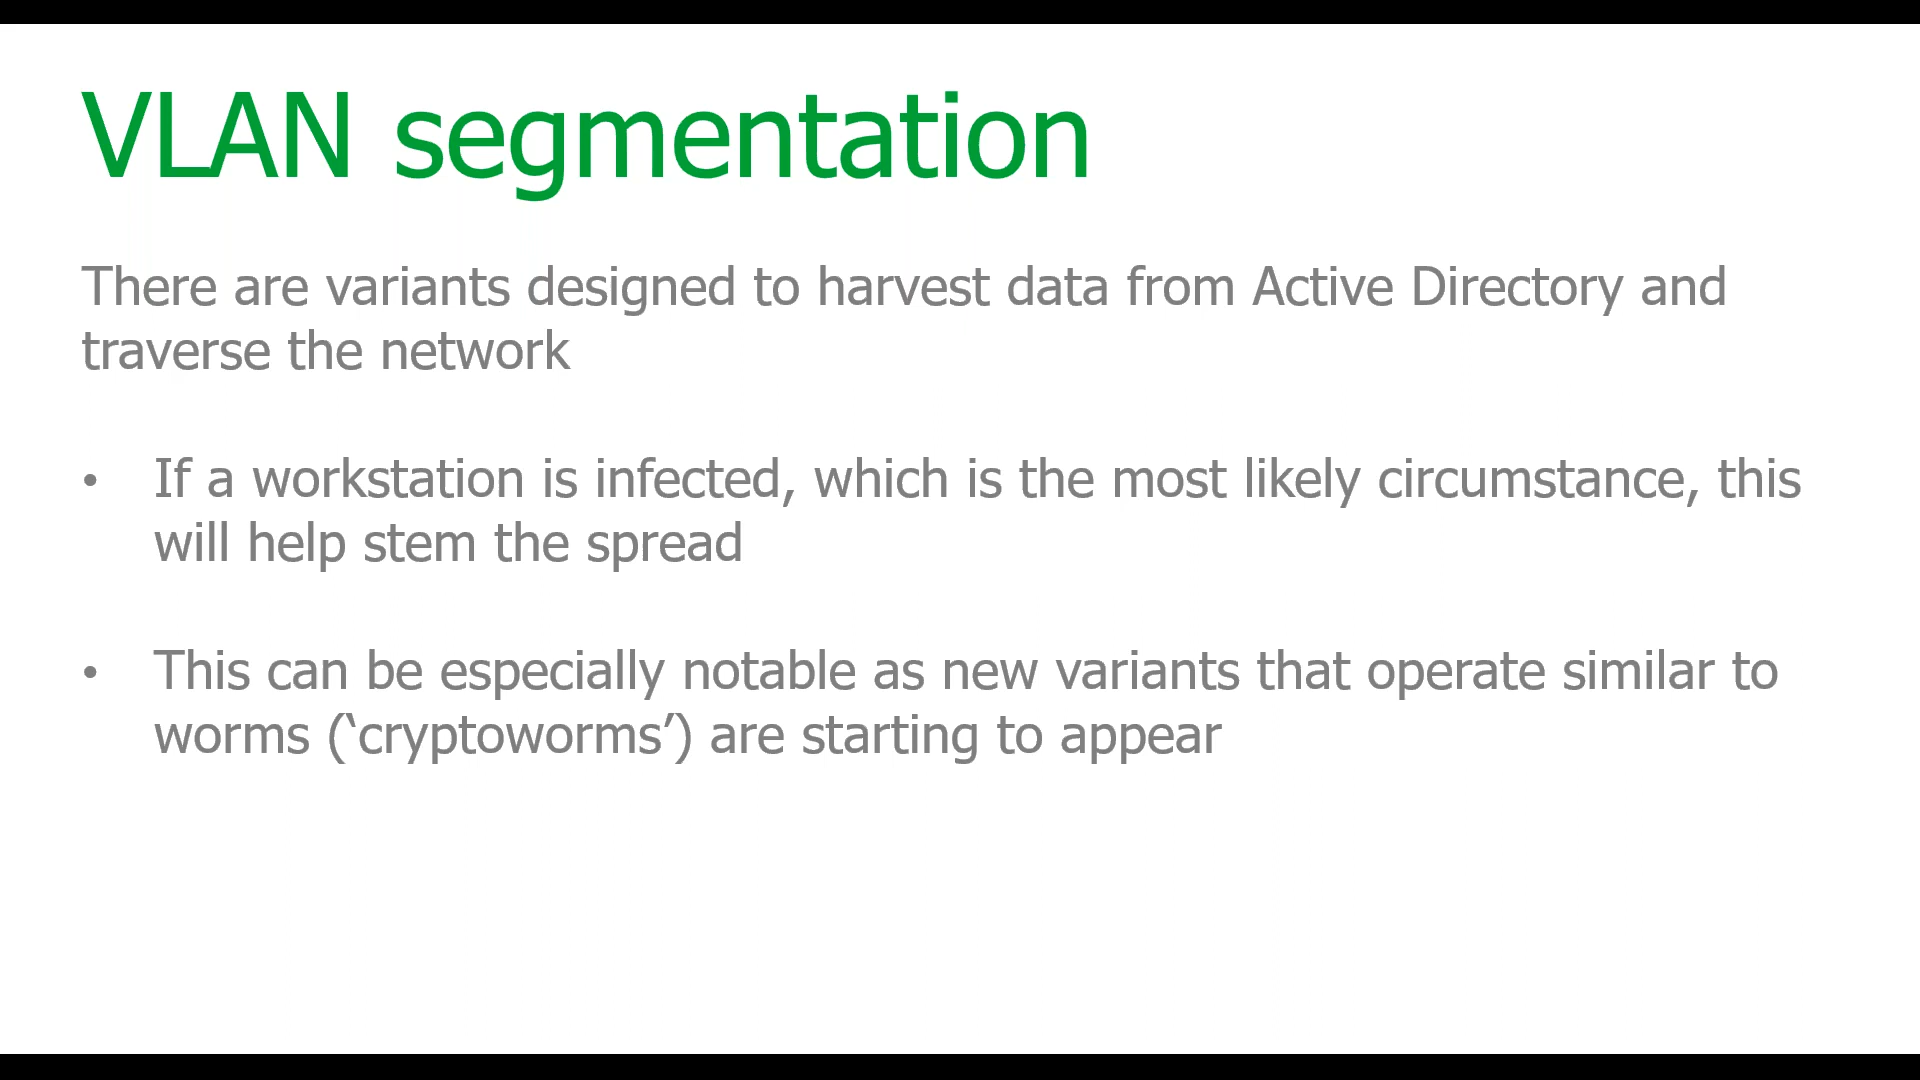 VLAN segmentation
There are variants designed to harvest data from Active Directory and
traverse the network
• If a workstation is infected, which is the most likely circumstance, this
will help stem the spread
• This can be especially notable as new variants that operate similar to
worms (‘cryptoworms’) are starting to appear